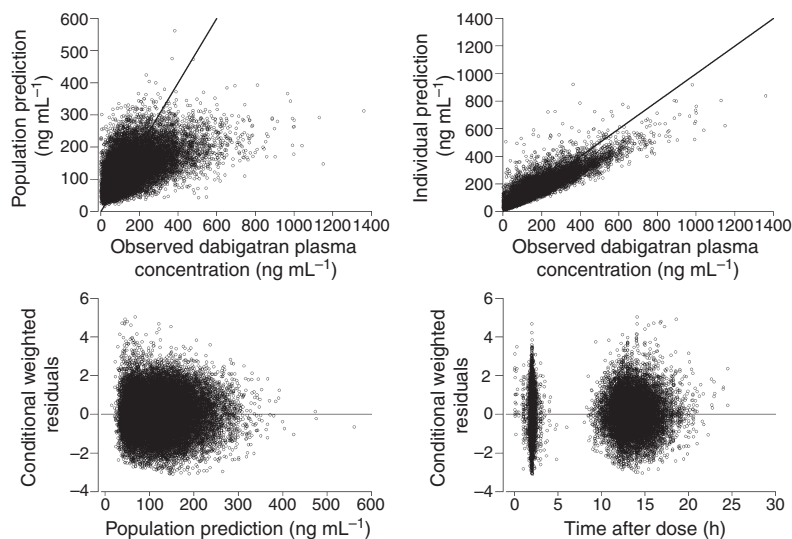 Population prediction
(ng mL⁻¹)
600
500
400
300
200
100
0
0 200 400 600 800 1000 1200 1400
Observed dabigatran plasma
concentration (ng mL⁻¹)
Individual prediction
(ng mL⁻¹)
1400
1200
1000
800
600
400
200
0
0 200 400 600 800 1000 1200 1400
Observed dabigatran plasma
concentration (ng mL⁻¹)
Conditional weighted
residuals
6
4
2
0
−2
−4
0 100 200 300 400 500 600
Population prediction (ng mL⁻¹)
Conditional weighted
residuals
6
4
2
0
−2
−4
0 5 10 15 20 25 30
Time after dose (h)